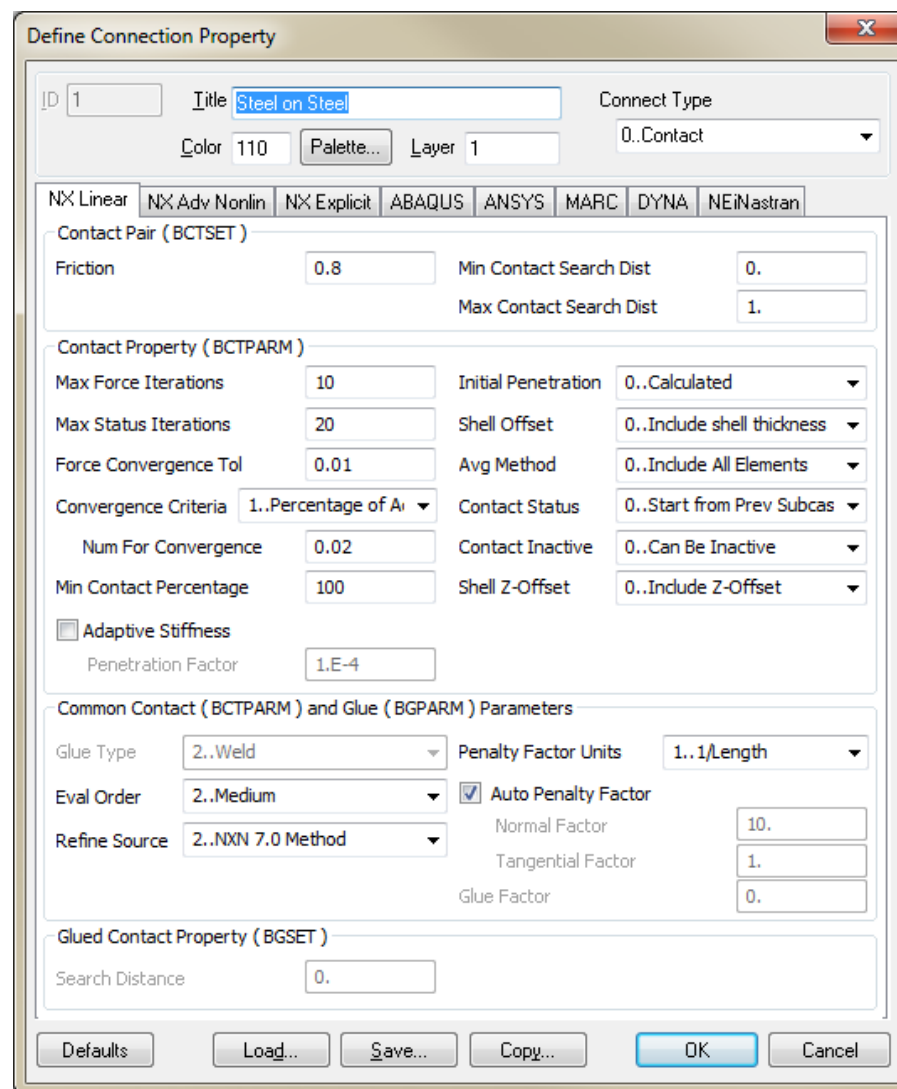 Define Connection Property
ID 1 Title Steel on Steel Connect Type
0..Contact
Color 110 Palette... Layer 1
NX Linear NX Adv Nonlin NX Explicit ABAQUS ANSYS MARC DYNA NEiNastran
Contact Pair ( BCTSET )
Friction 0.8 Min Contact Search Dist 0.
Max Contact Search Dist 1.
Contact Property ( BCTPARM )
Max Force Iterations 10 Initial Penetration 0..Calculated
Max Status Iterations 20 Shell Offset 0..Include shell thickness
Force Convergence Tol 0.01 Avg Method 0..Include All Elements
Convergence Criteria 1..Percentage of Contact Status 0..Start from Prev Subcas
Num For Convergence 0.02 Contact Inactive 0..Can Be Inactive
Min Contact Percentage 100 Shell Z-Offset 0..Include Z-Offset
Adaptive Stiffness
Penetration Factor 1.E-4
Common Contact ( BCTPARM ) and Glue ( BGPARM ) Parameters
Glue Type 2..Weld Penalty Factor Units 1..1/Length
Eval Order 2..Medium Auto Penalty Factor
Normal Factor 10.
Refine Source 2..NXN 7.0 Method
Tangential Factor 1.
Glue Factor 0.
Glued Contact Property ( BGSET )
Search Distance 0.
Defaults Load... Save... Copy... OK Cancel